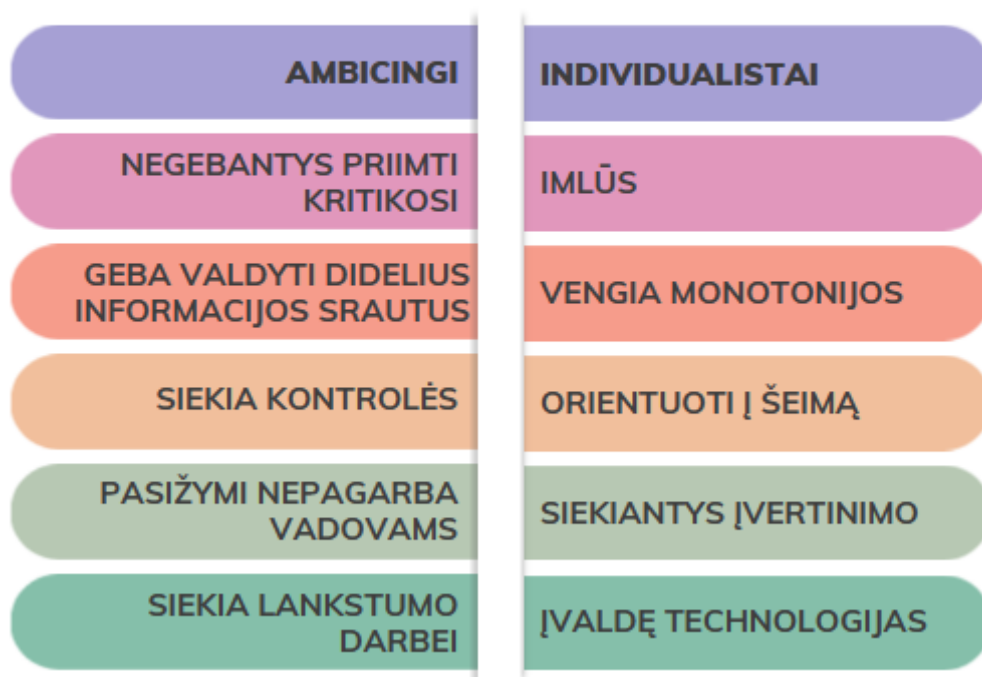 AMBICINGI
INDIVIDUALISTAI
NEGEBANTYS PRIIMTI
KRITIKOSI
IMLŪS
GEBA VALDYTI DIDELIUS
INFORMACIJOS SRAUTUS
VENGIA MONOTONIJOS
SIEKIA KONTROLĖS
ORIENTUOTI Į ŠEIMĄ
PASIŽYMI NEPAGARBA
VADOVAMS
SIEKIANTYS ĮVERTINIMO
SIEKIA LANKSTUMO
DARBEI
ĮVALDĘ TECHNOLOGIJAS